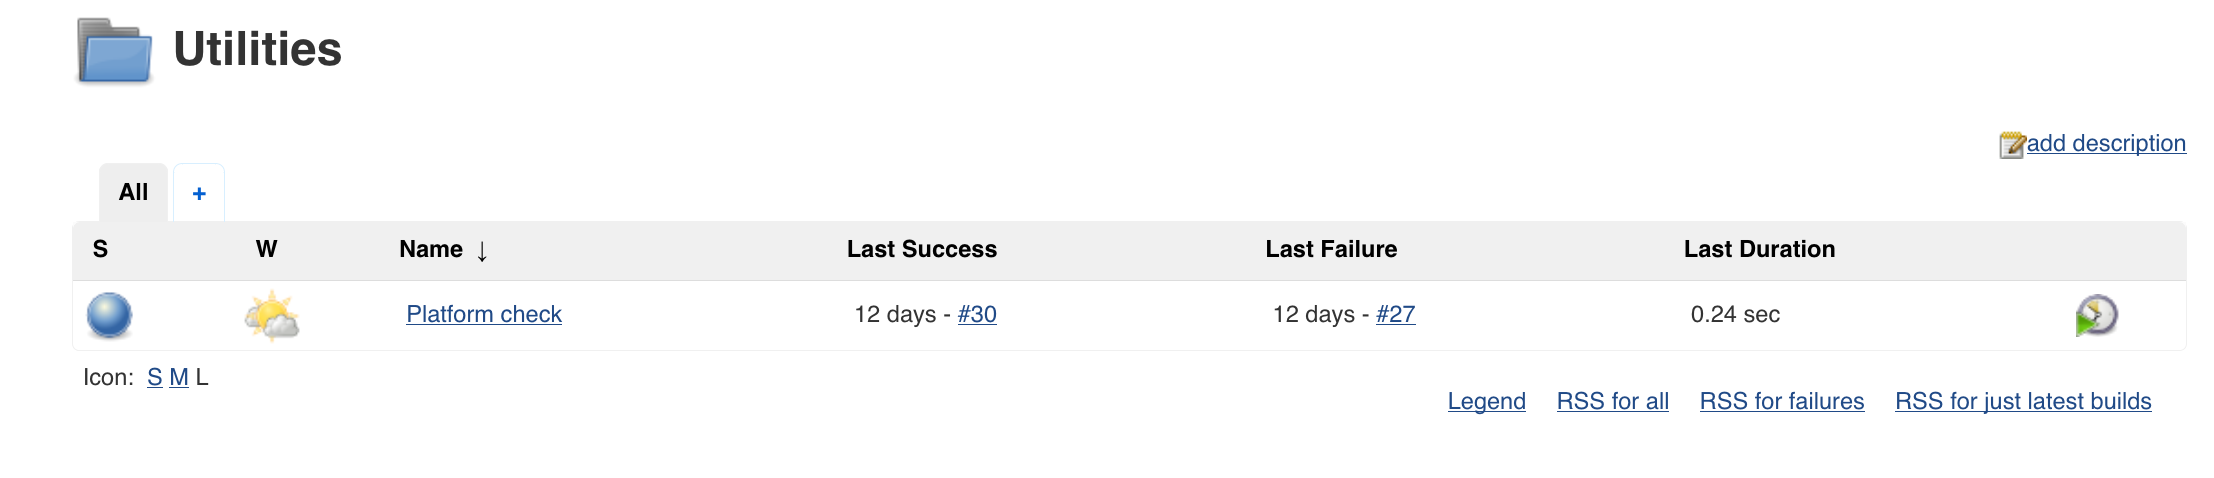 Utilities
add description
All +
S W Name ↓ Last Success Last Failure Last Duration
Platform check 12 days - #30 12 days - #27 0.24 sec
Icon: S M L
Legend RSS for all RSS for failures RSS for just latest builds